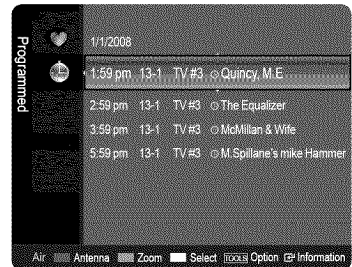 Programmed
1/1/2008
1:59 pm 13-1 TV #3 Quincy, M.E
2:59 pm 13-1 TV #3 The Equalizer
3:59 pm 13-1 TV #3 McMillan & Wife
5:59 pm 13-1 TV #3 M.Spillane's mike Hammer
Air Antenna Zoom Select TOOLS Option Information